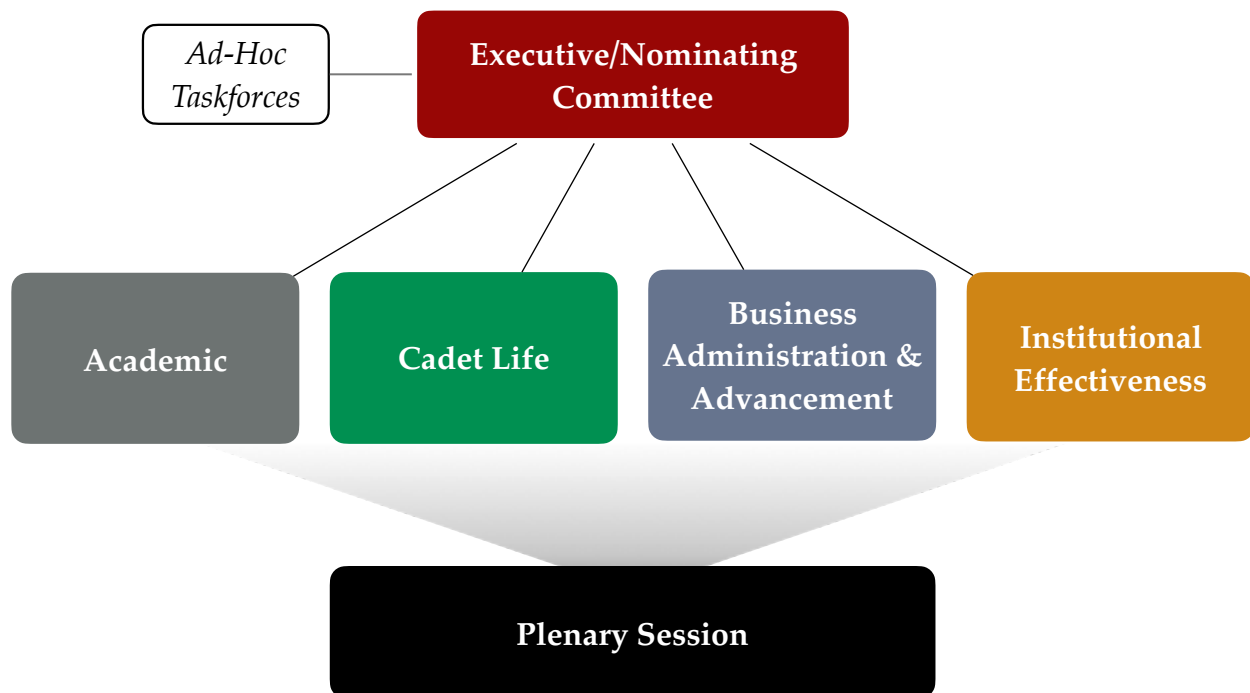 Ad-Hoc
Taskforces
Executive/Nominating
Committee
Academic
Cadet Life
Business
Administration &
Advancement
Institutional
Effectiveness
Plenary Session